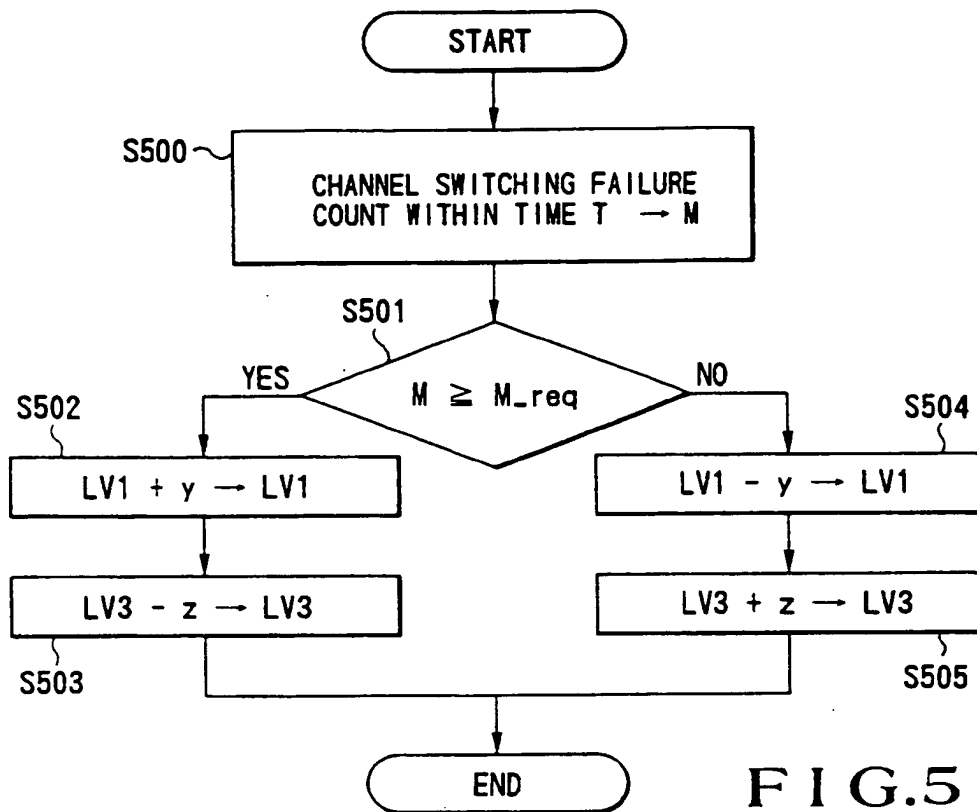 START
S500
CHANNEL SWITCHING FAILURE
COUNT WITHIN TIME T → M
S501
YES
M ≧ M_req
NO
S502
LV1 + y → LV1
S504
LV1 - y → LV1
LV3 - z → LV3
S503
LV3 + z → LV3
S505
END
FIG.5